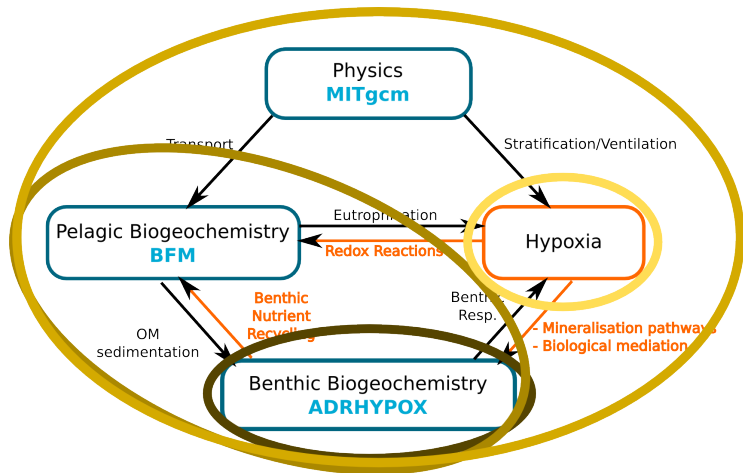 Physics
MITgcm
Transport
Stratification/Ventilation
Pelagic Biogeochemistry
BFM
Eutrophication
Redox Reactions
Hypoxia
Benthic
Nutrient
Recycling
Benthic
Resp.
OM
sedimentation
- Mineralisation pathways
- Biological mediation
Benthic Biogeochemistry
ADRHYPOX